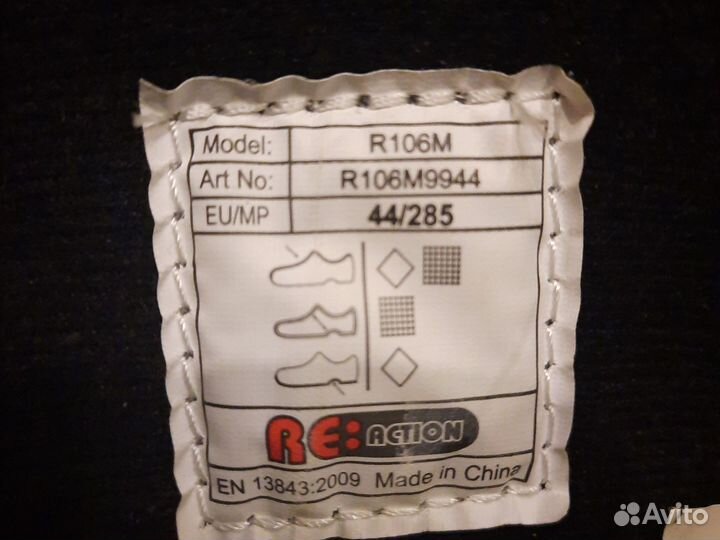 Model: R106M
Art No: R106M9944
EU/MP 44/285
RE:ACTION
EN 13843:2009 Made in China
Avito